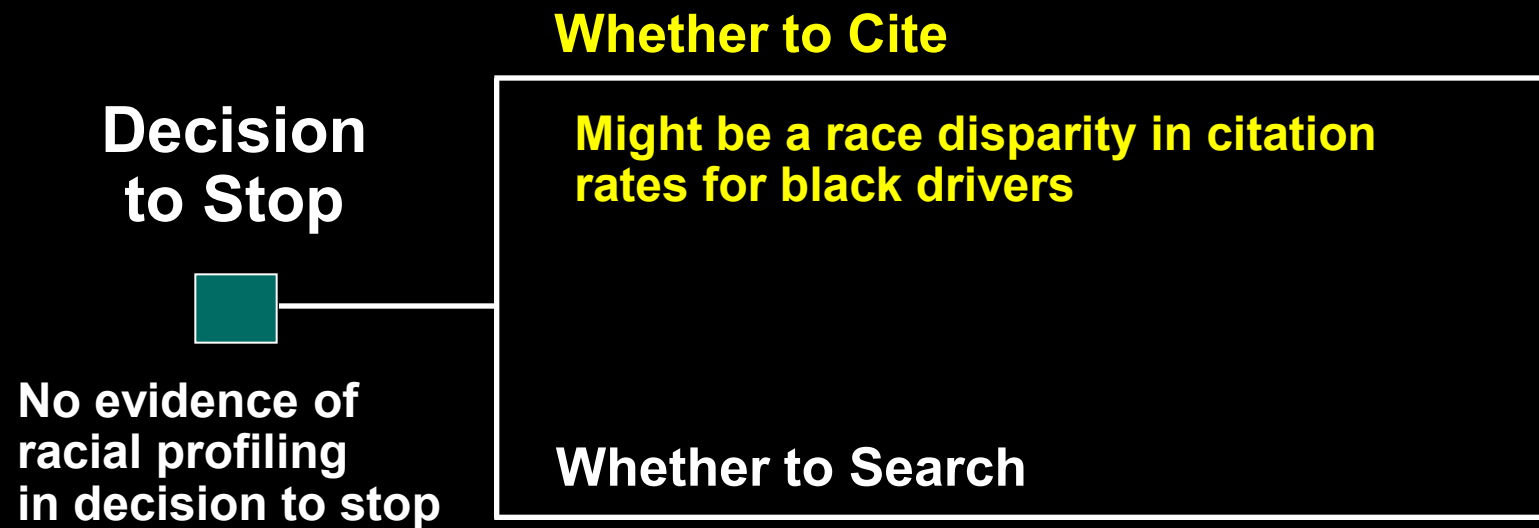 Whether to Cite
Decision
to Stop
Might be a race disparity in citation
rates for black drivers
No evidence of
racial profiling
in decision to stop
Whether to Search